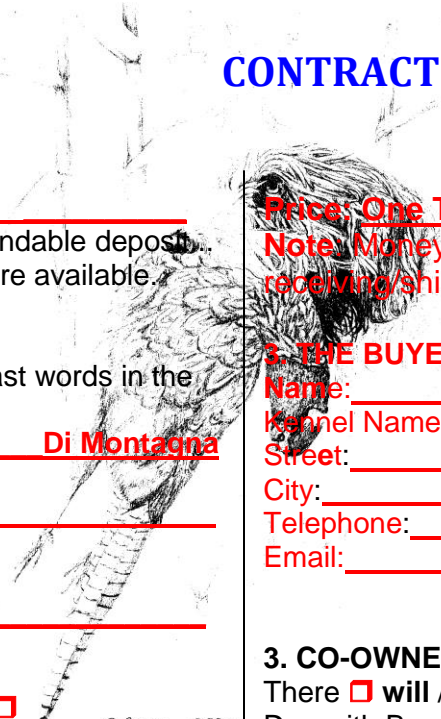 CONTRACT
ndable deposit...
re available.
ast words in the
Di Montagna
Price: One T
Note: Money
receiving/shi
3. THE BUYE
Name:
Kennel Name
Street:
City:
Telephone:
Email:
3. CO-OWNE
There ❒ will